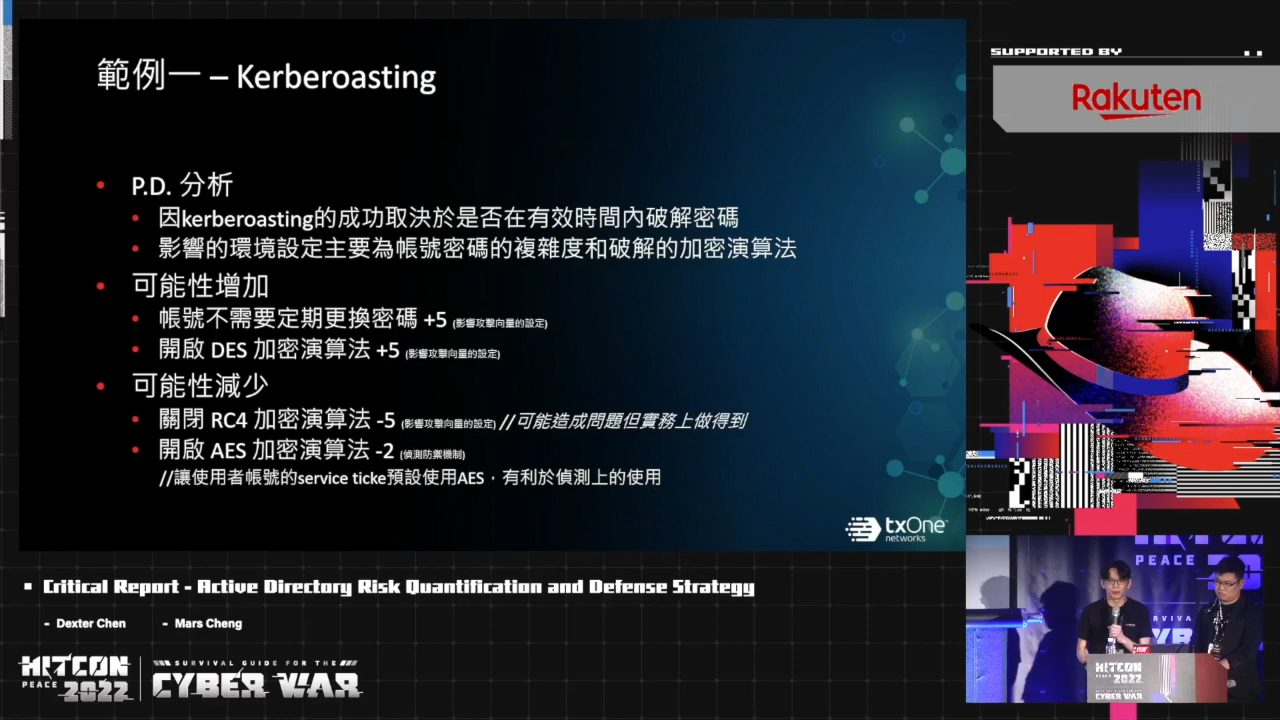 範例一 – Kerberoasting
P.D. 分析
因kerberoasting的成功取決於是否在有效時間內破解密碼
影響的環境設定主要為帳號密碼的複雜度和破解的加密演算法
可能性增加
帳號不需要定期更換密碼 +5 (影響攻擊向量的設定)
開啟 DES 加密演算法 +5 (影響攻擊向量的設定)
可能性減少
關閉 RC4 加密演算法 -5 (影響攻擊向量的設定) //可能造成問題但實務上做得到
開啟 AES 加密演算法 -2 (偵測防禦機制)
//讓使用者帳號的service ticke預設使用AES，有利於偵測上的使用
txOne
networks
SUPPORTED BY
Rakuten
Critical Report - Active Directory Risk Quantification and Defense Strategy
- Dexter Chen - Mars Cheng
HITCON
PEACE 2022
SURVIVAL GUIDE FOR THE
CYBER WAR
PEACE
HITCON
2022
CYBER WAR